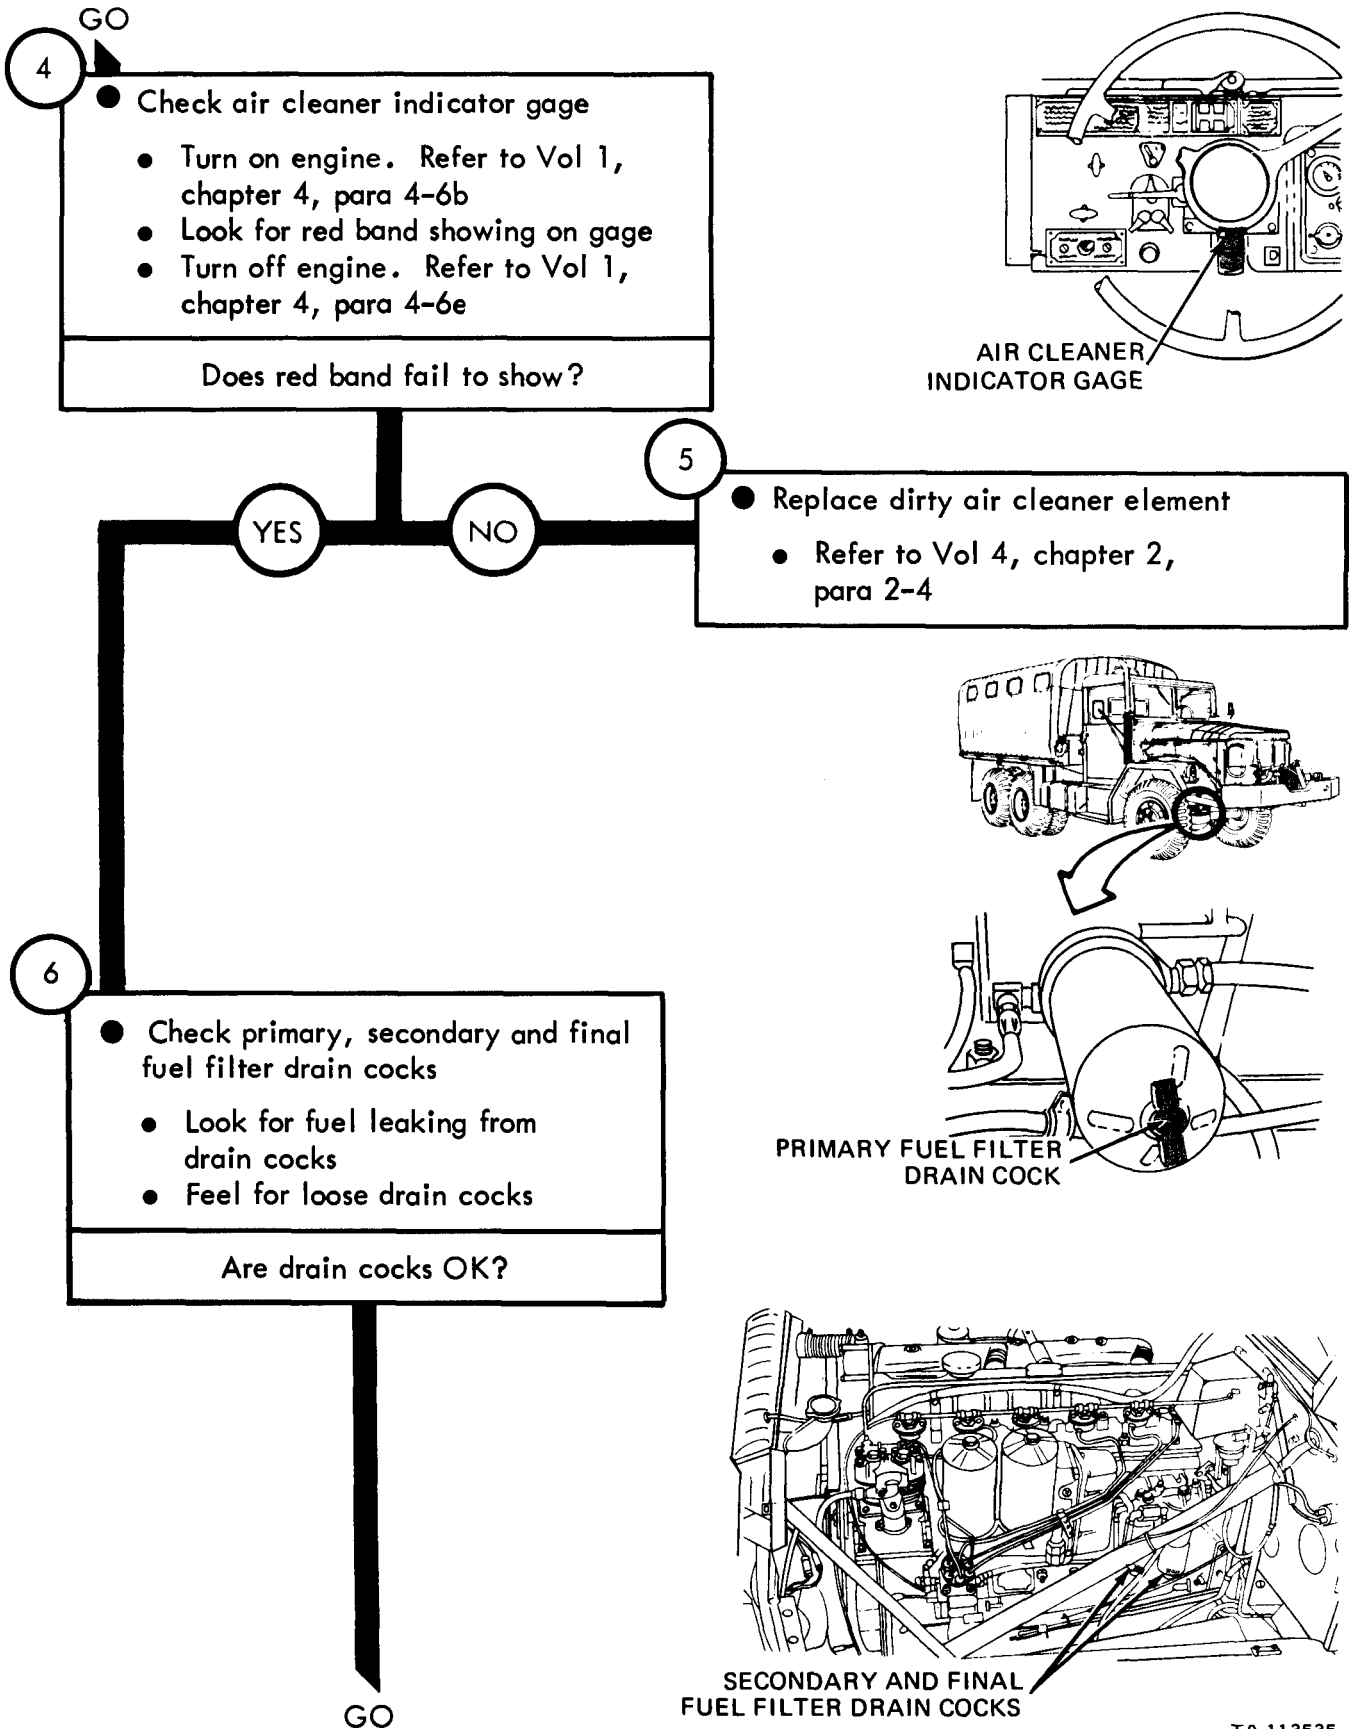 GO
4
● Check air cleaner indicator gage
● Turn on engine. Refer to Vol 1,
chapter 4, para 4-6b
● Look for red band showing on gage
● Turn off engine. Refer to Vol 1,
chapter 4, para 4-6e
Does red band fail to show?
AIR CLEANER
INDICATOR GAGE
YES
NO
5
● Replace dirty air cleaner element
● Refer to Vol 4, chapter 2,
para 2-4
6
● Check primary, secondary and final
fuel filter drain cocks
● Look for fuel leaking from
drain cocks
● Feel for loose drain cocks
Are drain cocks OK?
PRIMARY FUEL FILTER
DRAIN COCK
SECONDARY AND FINAL
FUEL FILTER DRAIN COCKS
GO